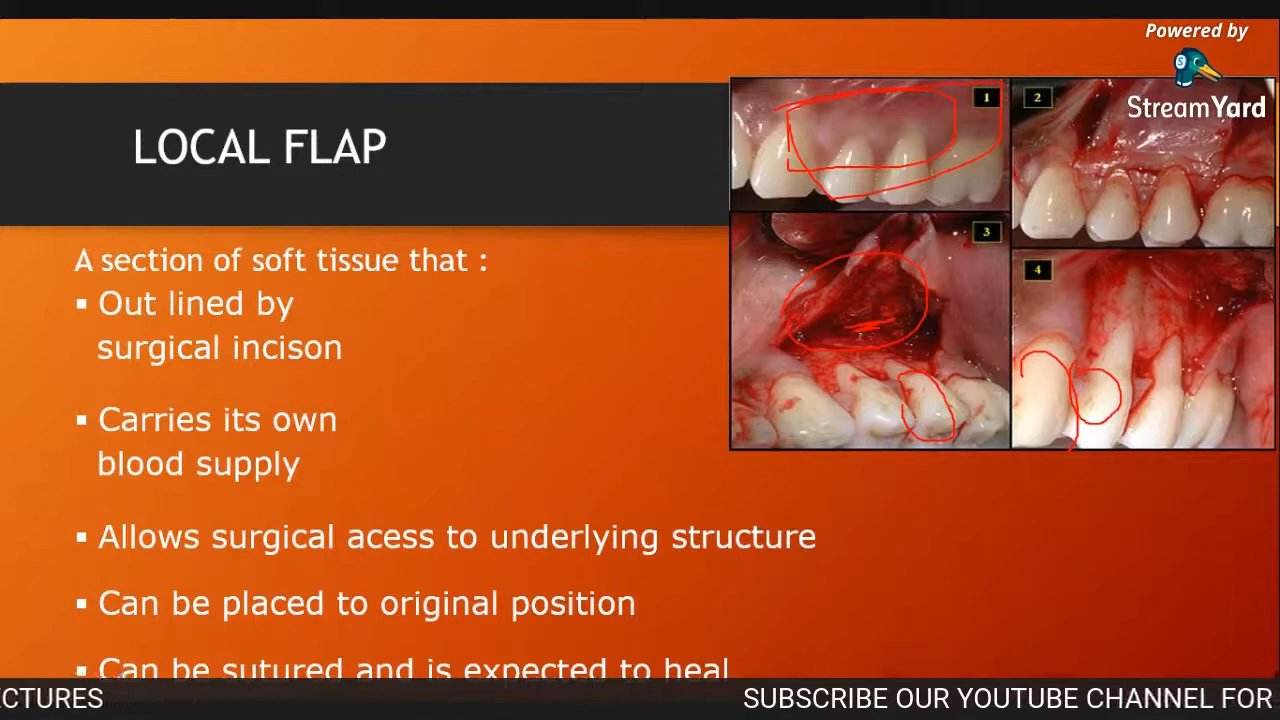 Powered by
StreamYard
LOCAL FLAP
1
2
3
4
A section of soft tissue that :
▪ Out lined by
surgical incison
▪ Carries its own
blood supply
▪ Allows surgical acess to underlying structure
▪ Can be placed to original position
▪ Can be sutured and is expected to heal
ECTURES SUBSCRIBE OUR YOUTUBE CHANNEL FOR